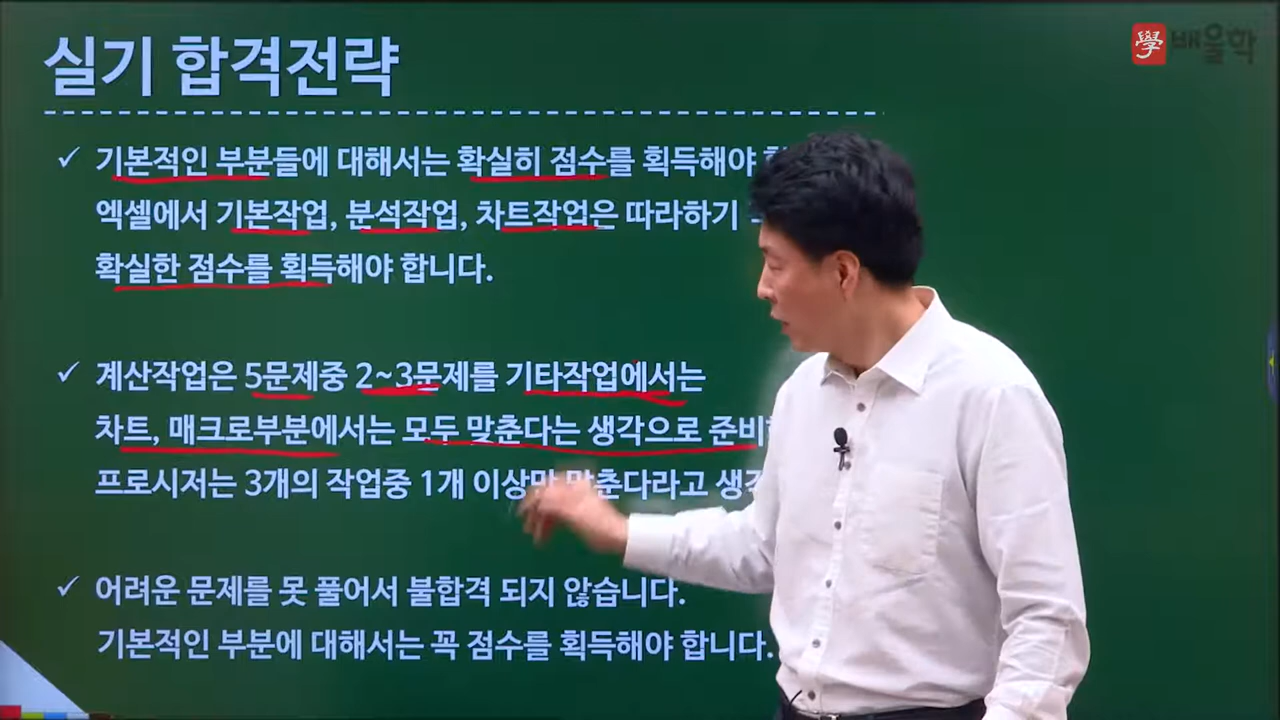 실기 합격전략
學 배울학
✓ 기본적인 부분들에 대해서는 확실히 점수를 획득해야
엑셀에서 기본작업, 분석작업, 차트작업은 따라하기
확실한 점수를 획득해야 합니다.
✓ 계산작업은 5문제중 2~3문제를 기타작업에서는
차트, 매크로부분에서는 모두 맞춘다는 생각으로 준비
프로시저는 3개의 작업중 1개 이상만 맞춘다라고
✓ 어려운 문제를 못 풀어서 불합격 되지 않습니다.
기본적인 부분에 대해서는 꼭 점수를 획득해야 합니다.